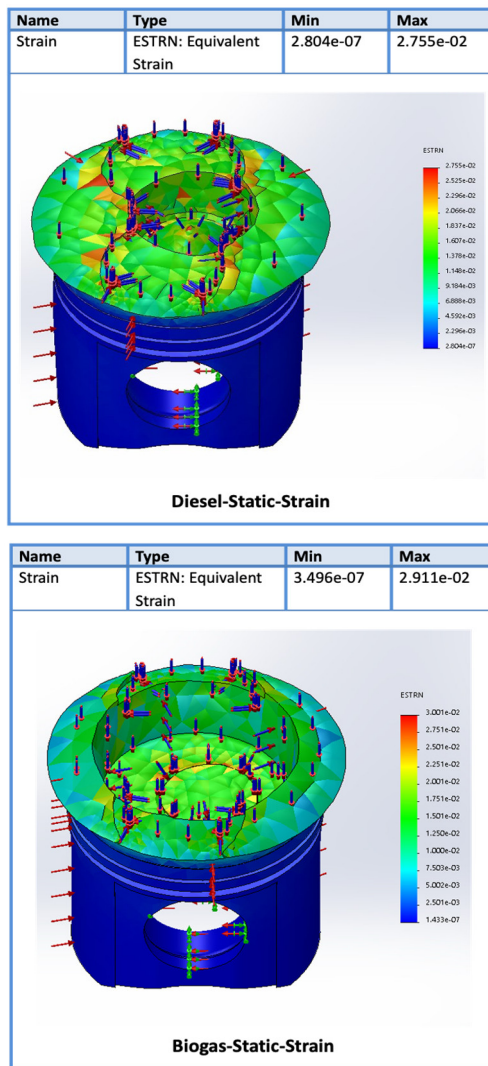 Name Type Min Max
Strain ESTRN: Equivalent Strain 2.804e-07 2.755e-02
ESTRN
2.755e-02
2.525e-02
2.296e-02
2.066e-02
1.837e-02
1.607e-02
1.378e-02
1.148e-02
9.184e-03
6.888e-03
4.592e-03
2.296e-03
2.804e-07
Diesel-Static-Strain
Name Type Min Max
Strain ESTRN: Equivalent Strain 3.496e-07 2.911e-02
ESTRN
3.001e-02
2.751e-02
2.501e-02
2.251e-02
2.001e-02
1.751e-02
1.501e-02
1.250e-02
1.000e-02
7.503e-03
5.002e-03
2.501e-03
1.433e-07
Biogas-Static-Strain